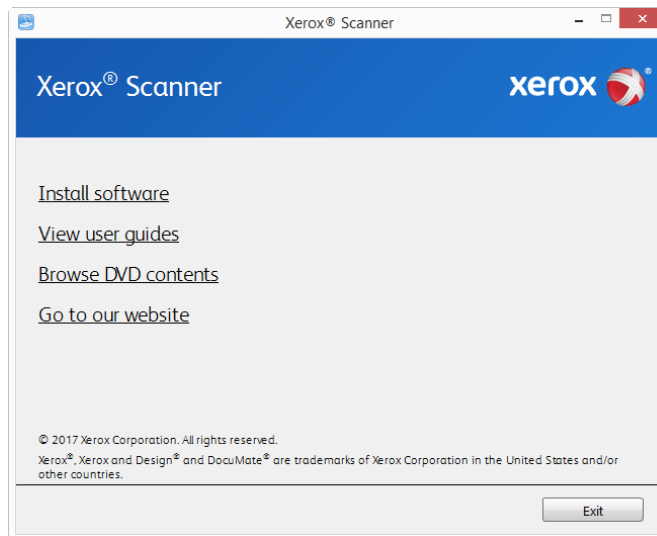 Xerox® Scanner
Xerox® Scanner
xerox ®
Install software
View user guides
Browse DVD contents
Go to our website
© 2017 Xerox Corporation. All rights reserved.
Xerox®, Xerox and Design® and DocuMate® are trademarks of Xerox Corporation in the United States and/or
other countries.
Exit